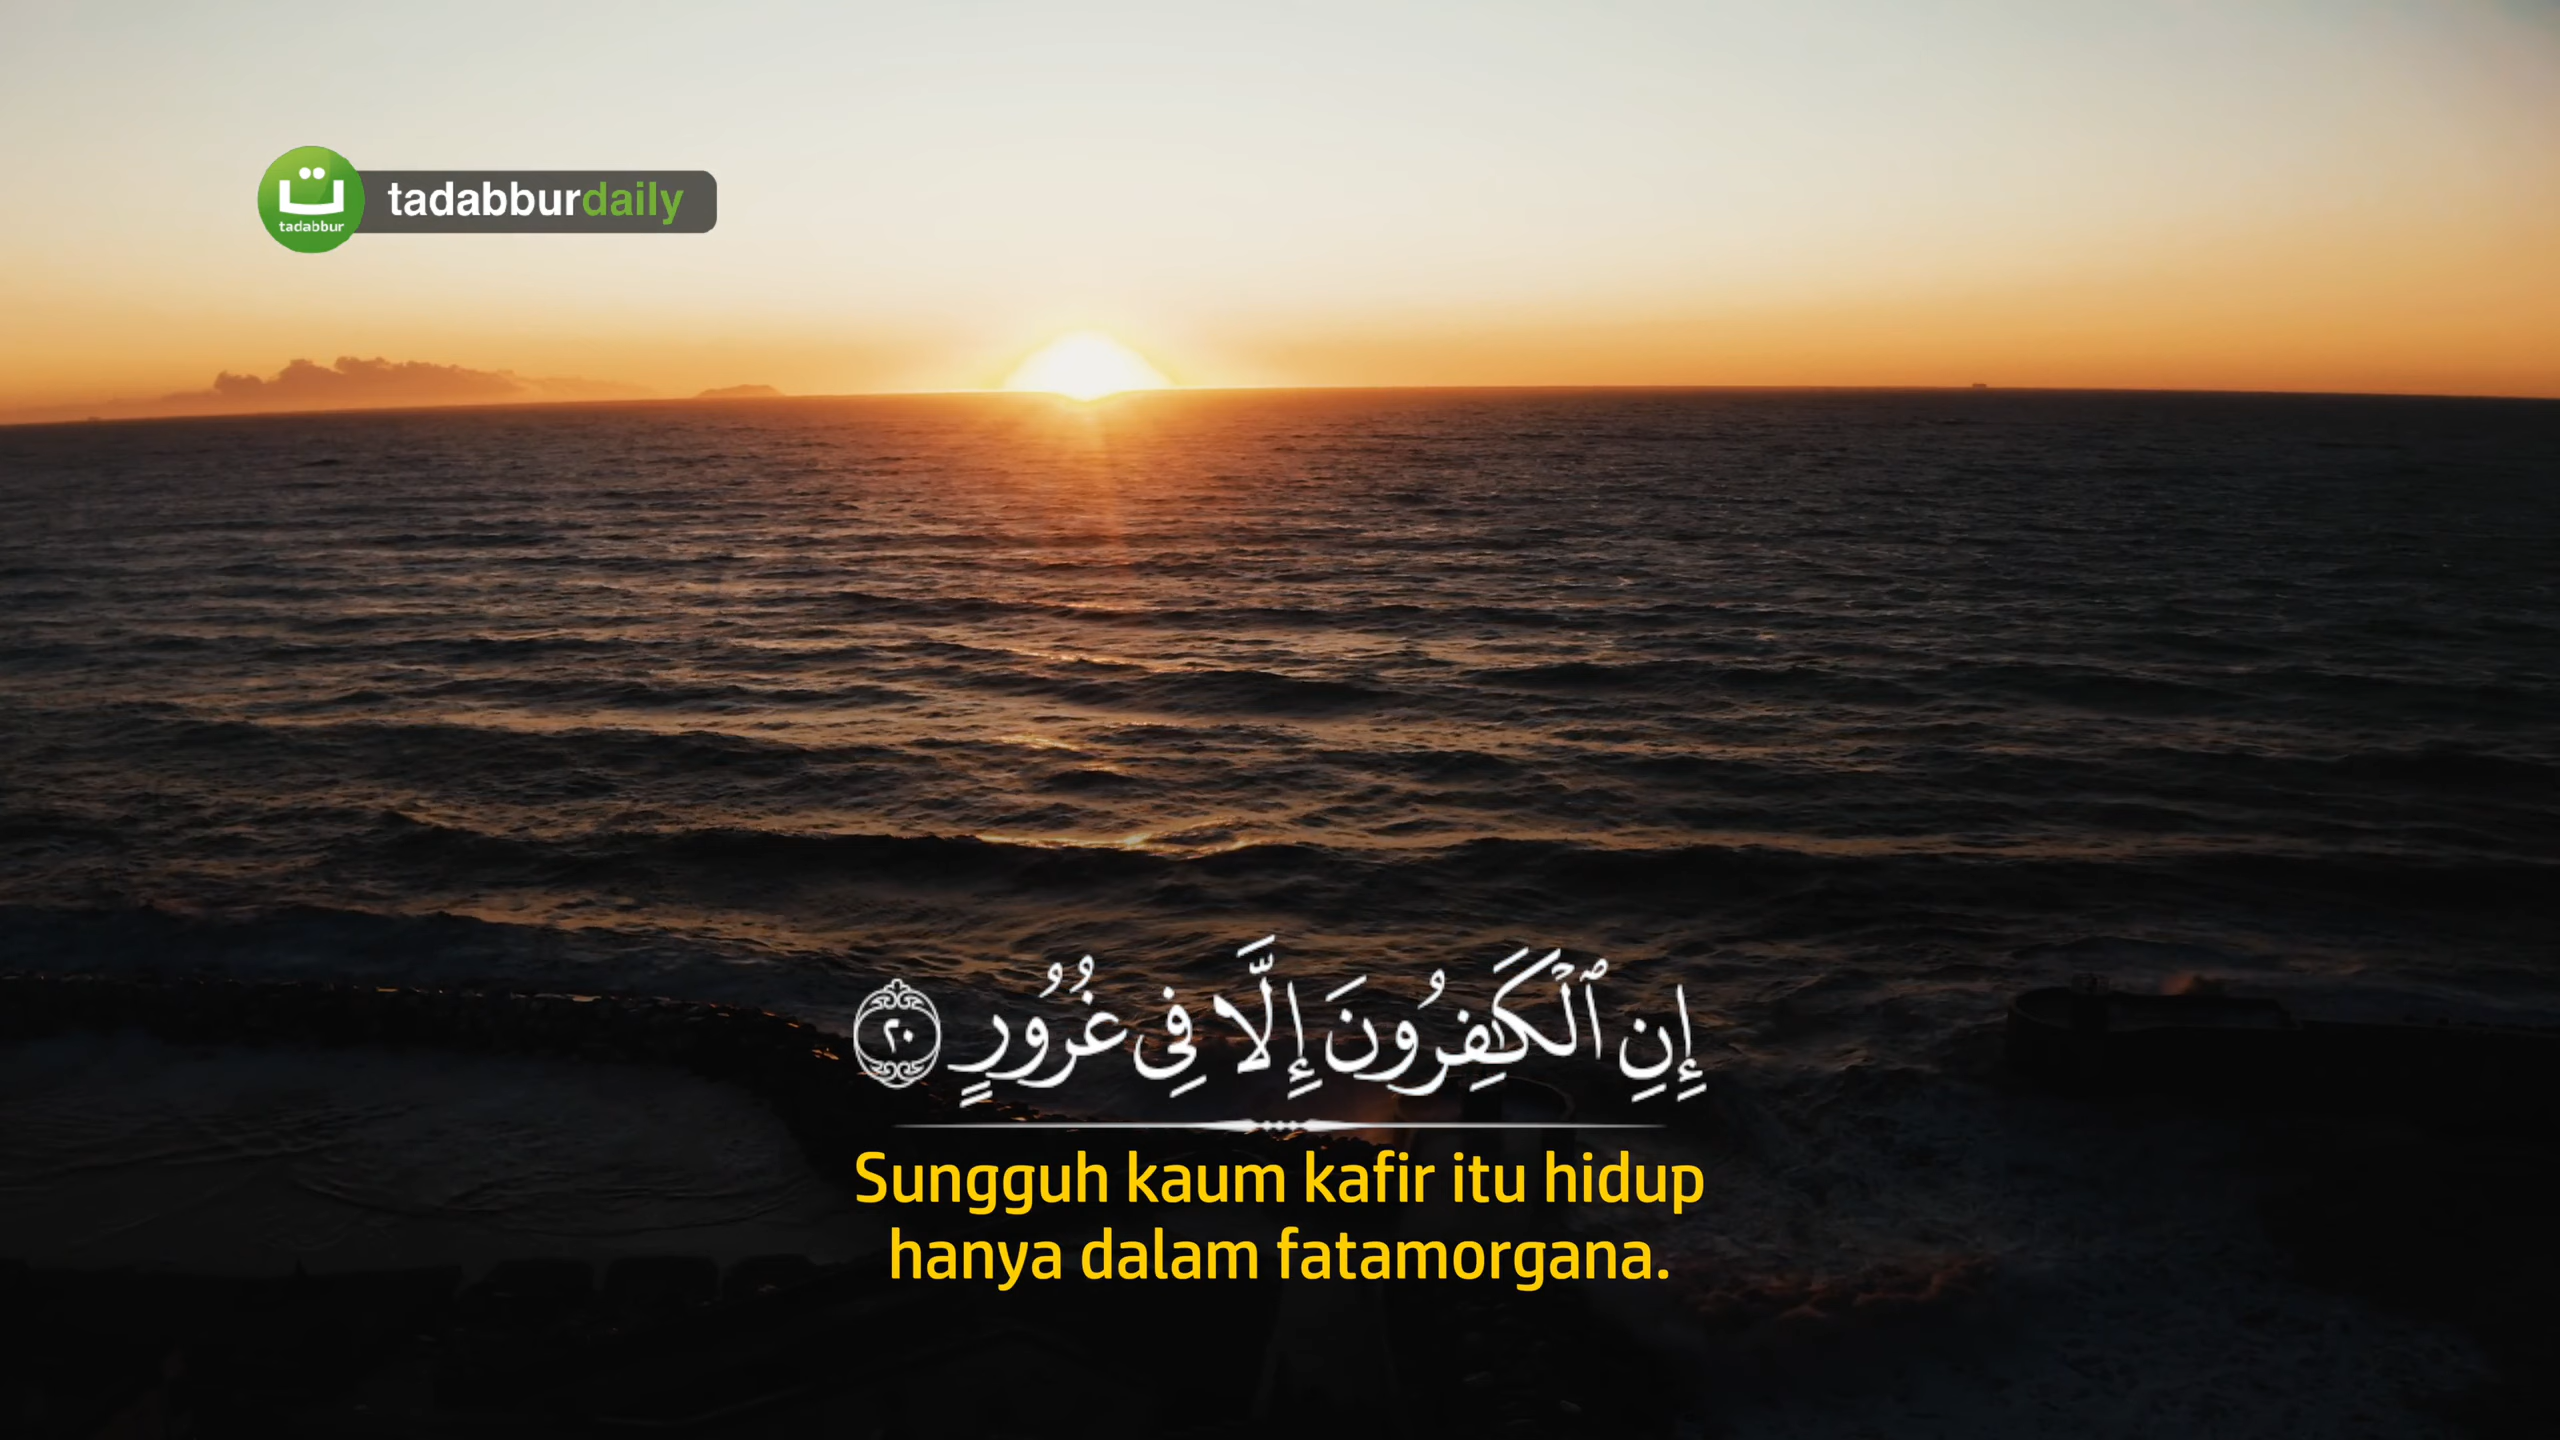 ت
tadabbur
tadabburdaily
إِنِ ٱلْكَـٰفِرُونَ إِلَّا فِى غُرُورٍ ٢٠
Sungguh kaum kafir itu hidup
hanya dalam fatamorgana.